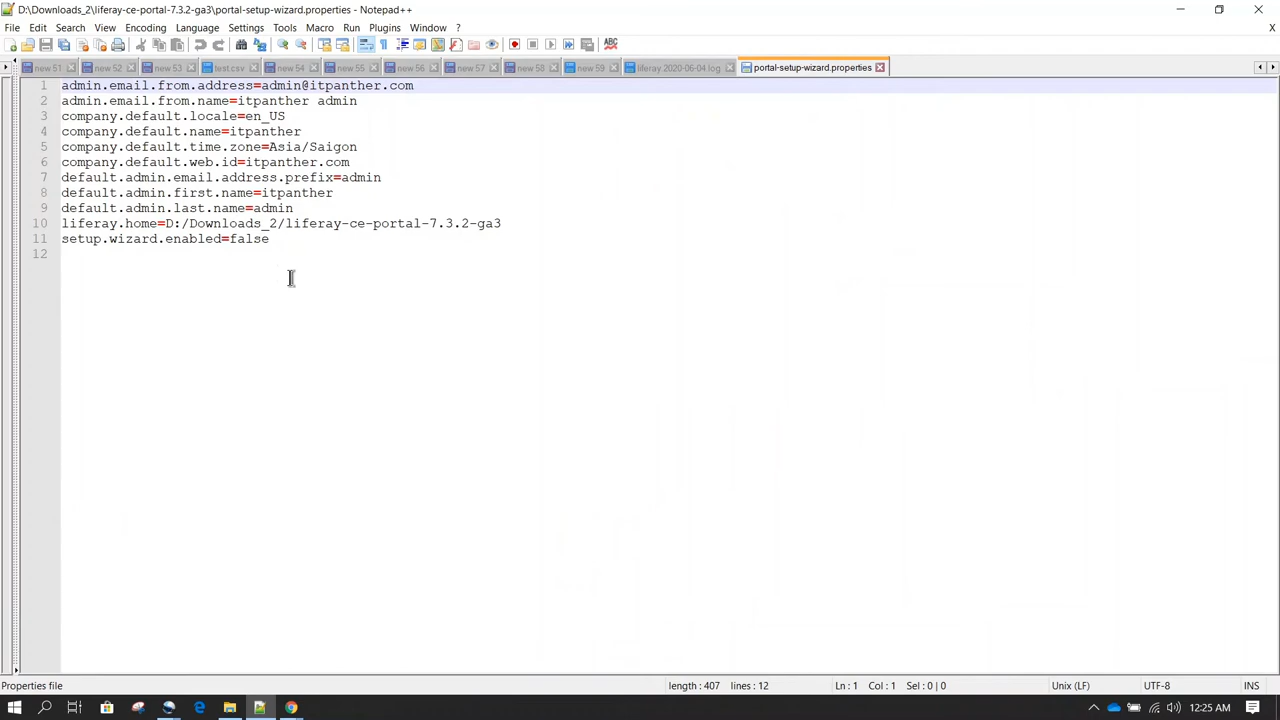 D:\Downloads_2\liferay-ce-portal-7.3.2-ga3\portal-setup-wizard.properties - Notepad++
File Edit Search View Encoding Language Settings Tools Macro Run Plugins Window ? X
new 51 new 52 new 53 test.csv new 54 new 55 new 56 new 57 new 58 new 59 liferay.2020-06-04.log portal-setup-wizard.properties
1 admin.email.from.address=admin@itpanther.com
2 admin.email.from.name=itpanther admin
3 company.default.locale=en_US
4 company.default.name=itpanther
5 company.default.time.zone=Asia/Saigon
6 company.default.web.id=itpanther.com
7 default.admin.email.address.prefix=admin
8 default.admin.first.name=itpanther
9 default.admin.last.name=admin
10 liferay.home=D:/Downloads_2/liferay-ce-portal-7.3.2-ga3
11 setup.wizard.enabled=false
12
Properties file length : 407 lines : 12 Ln : 1 Col : 1 Sel : 0 | 0 Unix (LF) UTF-8 INS
12:25 AM